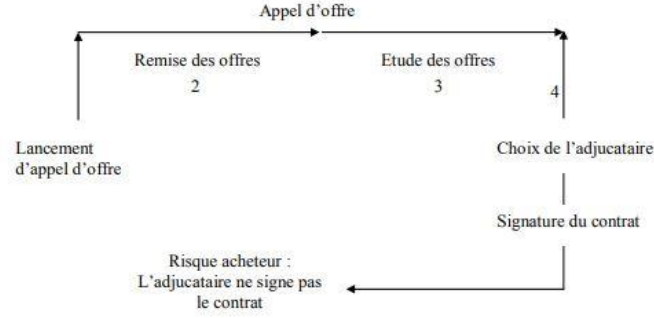 Appel d'offre
Remise des offres
2
Etude des offres
3
4
Lancement
d'appel d'offre
Choix de l'adjucataire
Signature du contrat
Risque acheteur :
L'adjucataire ne signe pas
le contrat